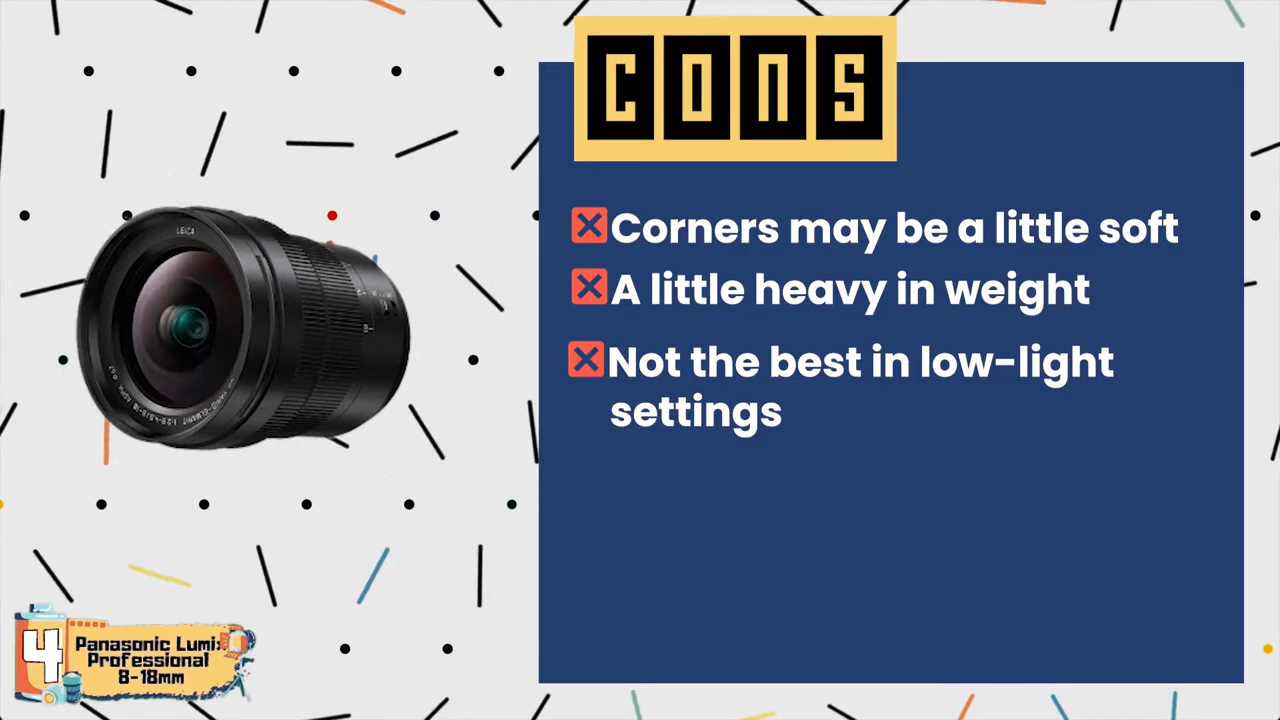 CONS
Corners may be a little soft
A little heavy in weight
Not the best in low-light
settings
LEICA
4
Panasonic Lumix
Professional
8-18mm